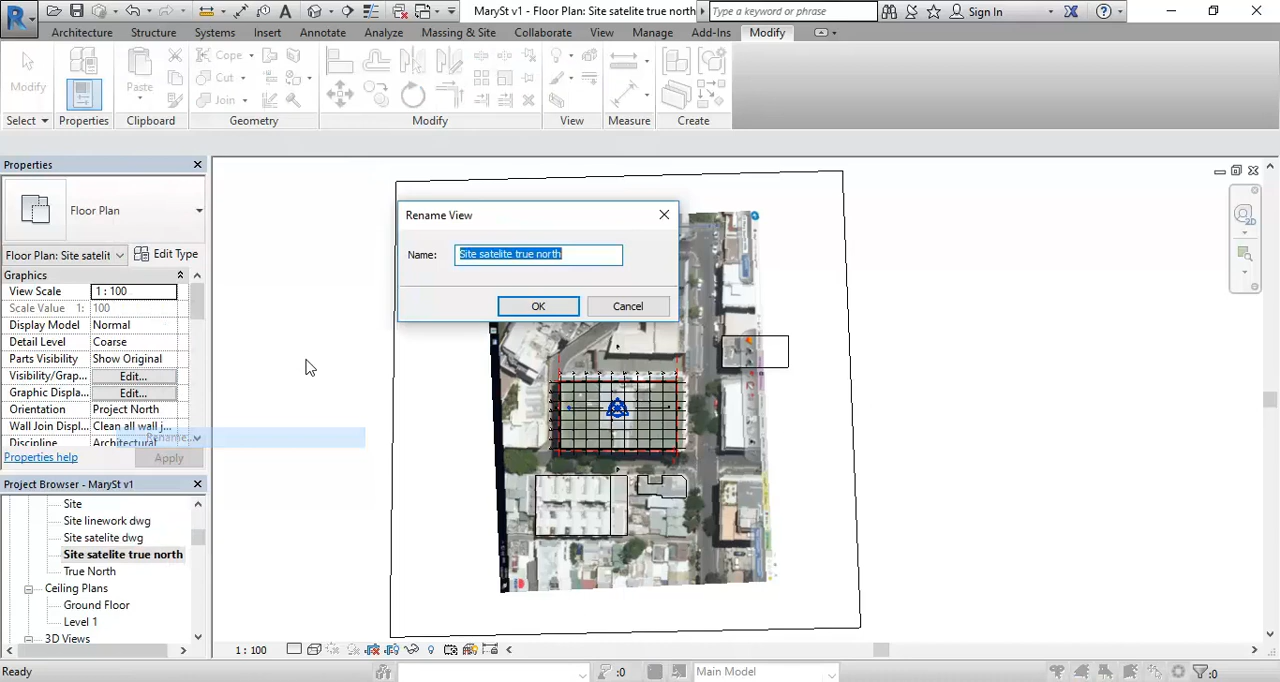 MarySt v1 - Floor Plan: Site satelite true north
Type a keyword or phrase
Sign In
Architecture Structure Systems Insert Annotate Analyze Massing & Site Collaborate View Manage Add-Ins Modify
Modify
Paste
Cope
Cut
Join
Select Properties Clipboard Geometry Modify View Measure Create
Properties
Floor Plan
Floor Plan: Site satelit
Edit Type
Graphics
View Scale 1 : 100
Scale Value 1: 100
Display Model Normal
Detail Level Coarse
Parts Visibility Show Original
Visibility/Grap... Edit...
Graphic Displa... Edit...
Orientation Project North
Wall Join Displ... Clean all wall j...
Discipline Architectural
Rename...
Properties help
Apply
Project Browser - MarySt v1
Site
Site linework dwg
Site satelite dwg
Site satelite true north
True North
Ceiling Plans
Ground Floor
Level 1
3D Views
Rename View
Name:
Site satelite true north
OK
Cancel
2D
1 : 100
Ready
:0
Main Model
:0